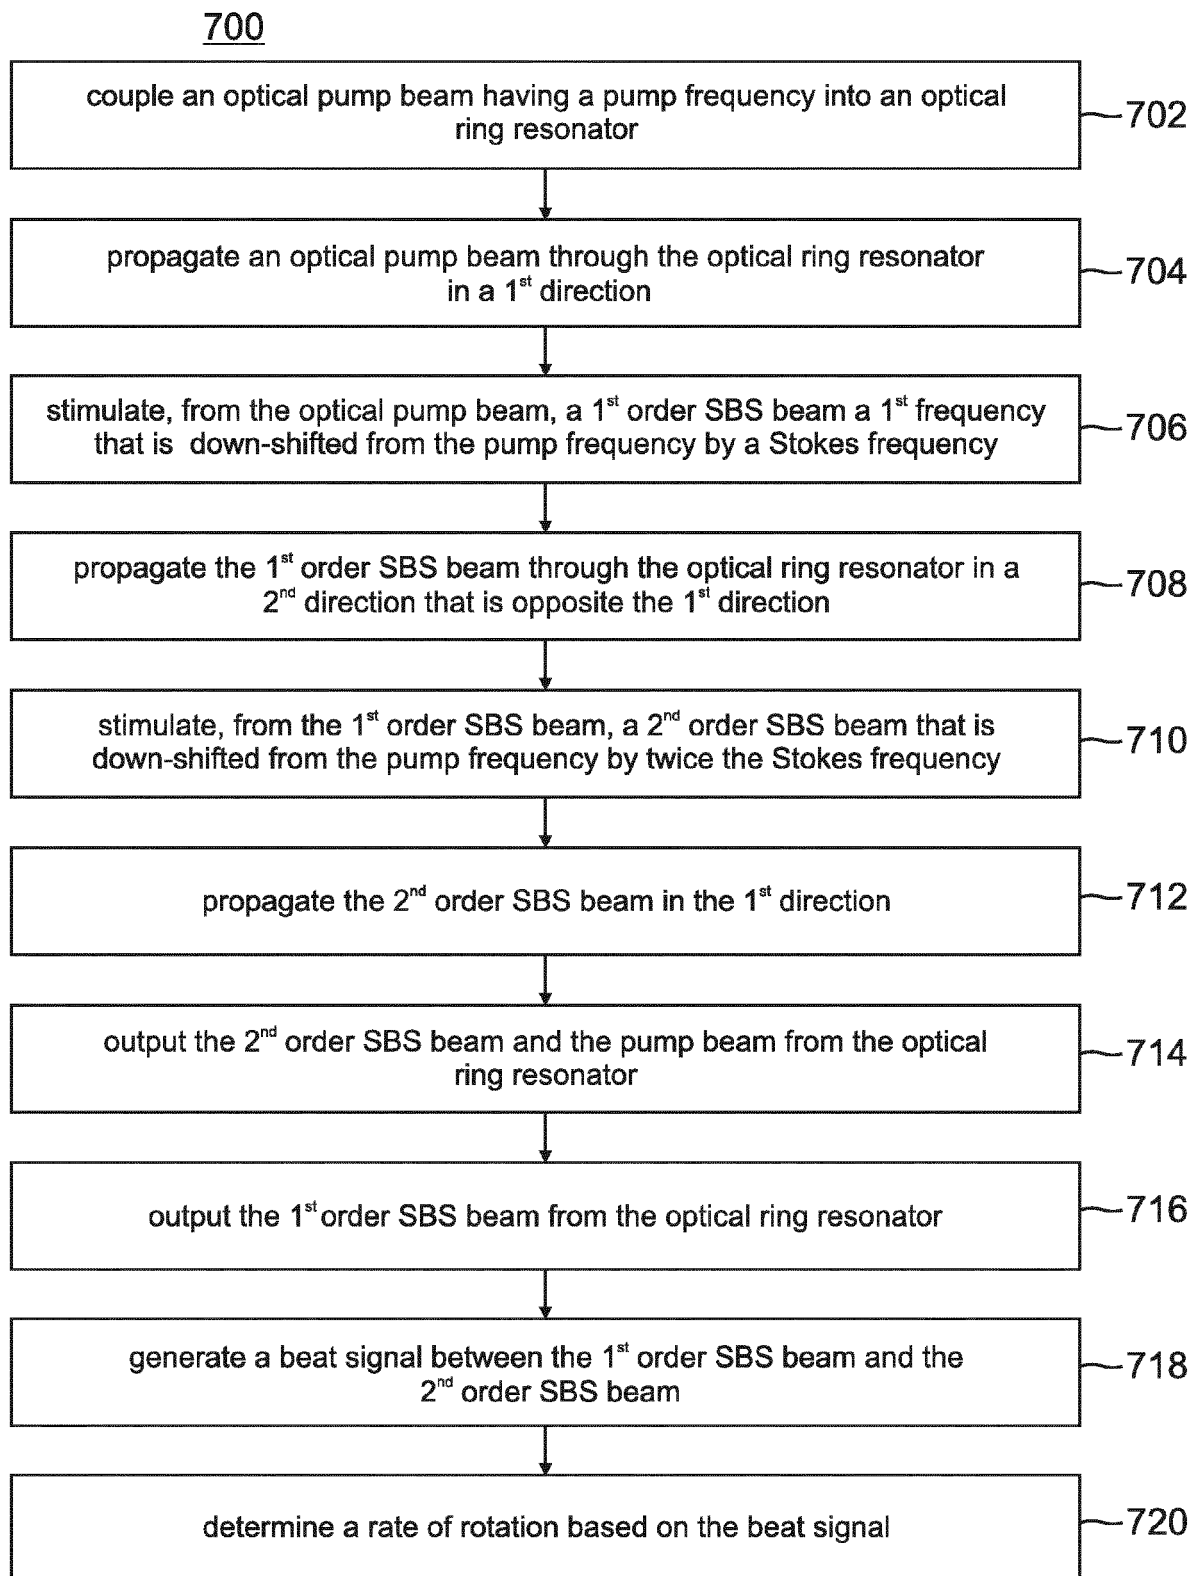 700
couple an optical pump beam having a pump frequency into an optical
ring resonator
702
propagate an optical pump beam through the optical ring resonator
in a 1st direction
704
stimulate, from the optical pump beam, a 1st order SBS beam a 1st frequency
that is down-shifted from the pump frequency by a Stokes frequency
706
propagate the 1st order SBS beam through the optical ring resonator in a
2nd direction that is opposite the 1st direction
708
stimulate, from the 1st order SBS beam, a 2nd order SBS beam that is
down-shifted from the pump frequency by twice the Stokes frequency
710
propagate the 2nd order SBS beam in the 1st direction
712
output the 2nd order SBS beam and the pump beam from the optical
ring resonator
714
output the 1st order SBS beam from the optical ring resonator
716
generate a beat signal between the 1st order SBS beam and the
2nd order SBS beam
718
determine a rate of rotation based on the beat signal
720